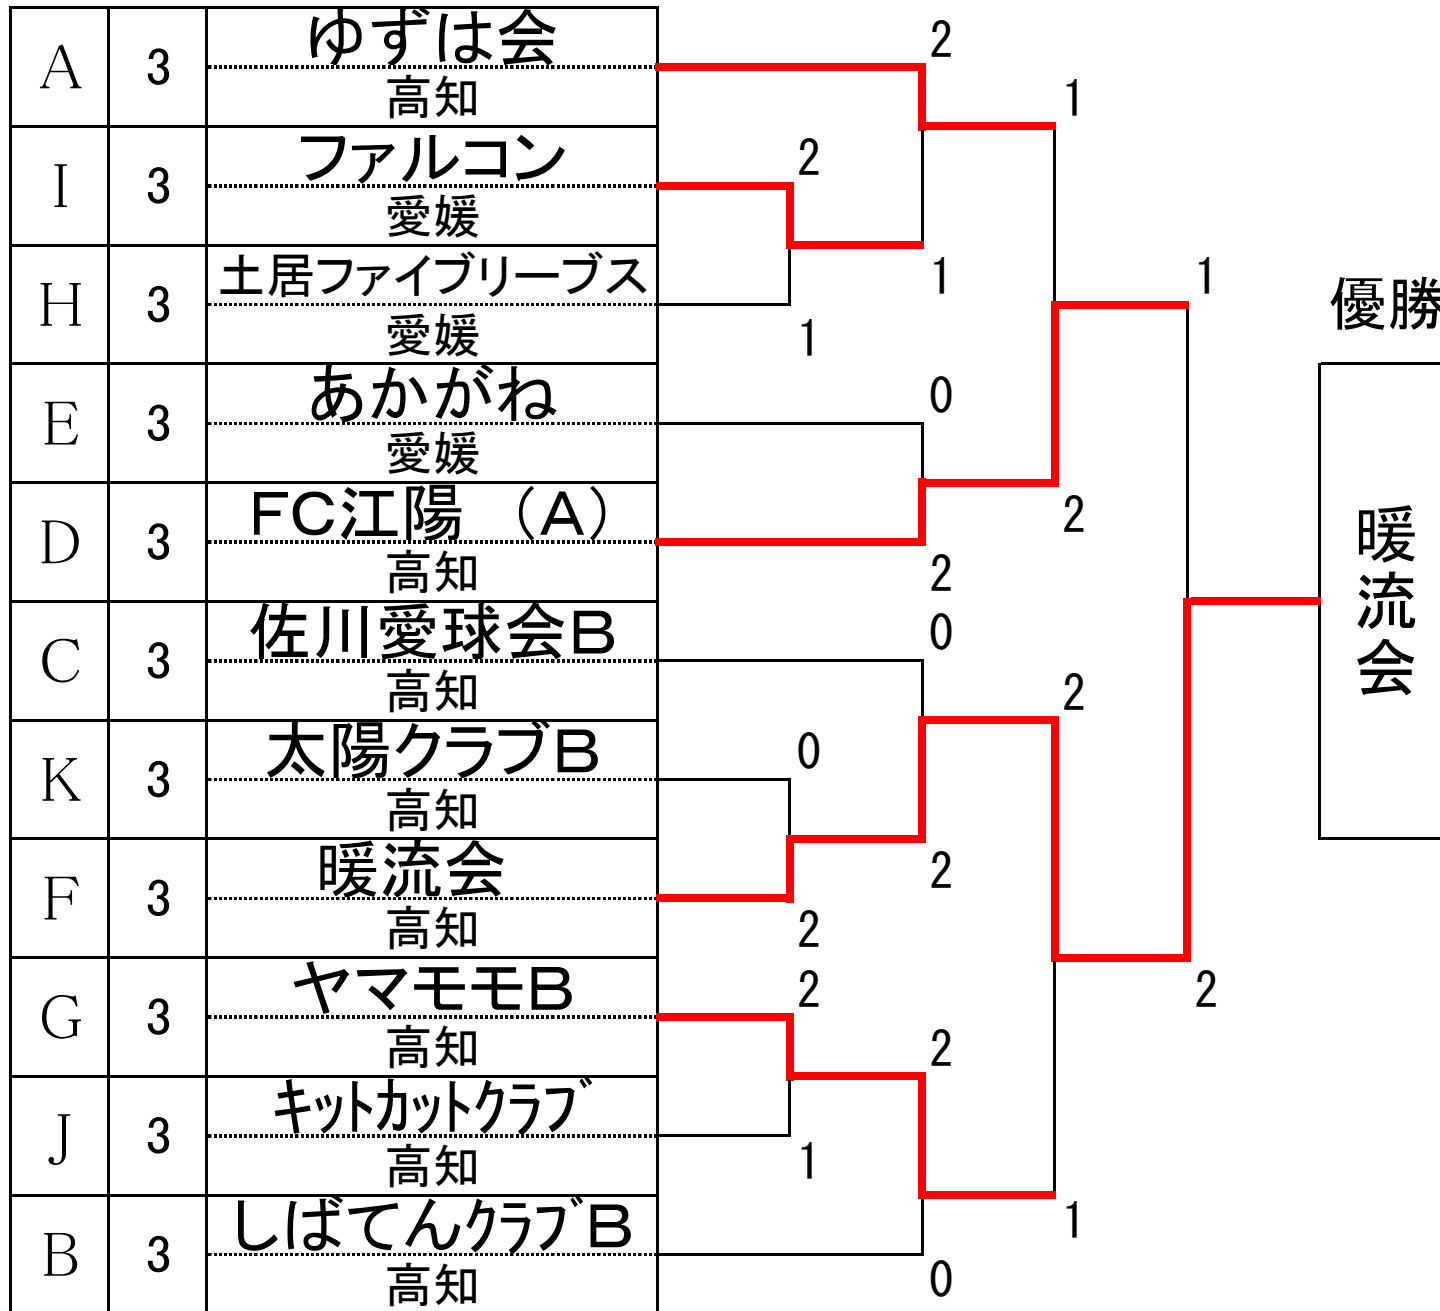 A 3 ゆずは会
高知
I 3 ファルコン
愛媛
H 3 土居ファイブリーブス
愛媛
E 3 あかがね
愛媛
D 3 FC江陽 (A)
高知
C 3 佐川愛球会B
高知
K 3 太陽クラブB
高知
F 3 暖流会
高知
G 3 ヤマモモB
高知
J 3 キットカットクラブ
高知
B 3 しばてんクラブB
高知
2
1
2
1
1
1
0
2
2
0
2
0
2
2
2
2
2
1
1
0
優勝
暖流会